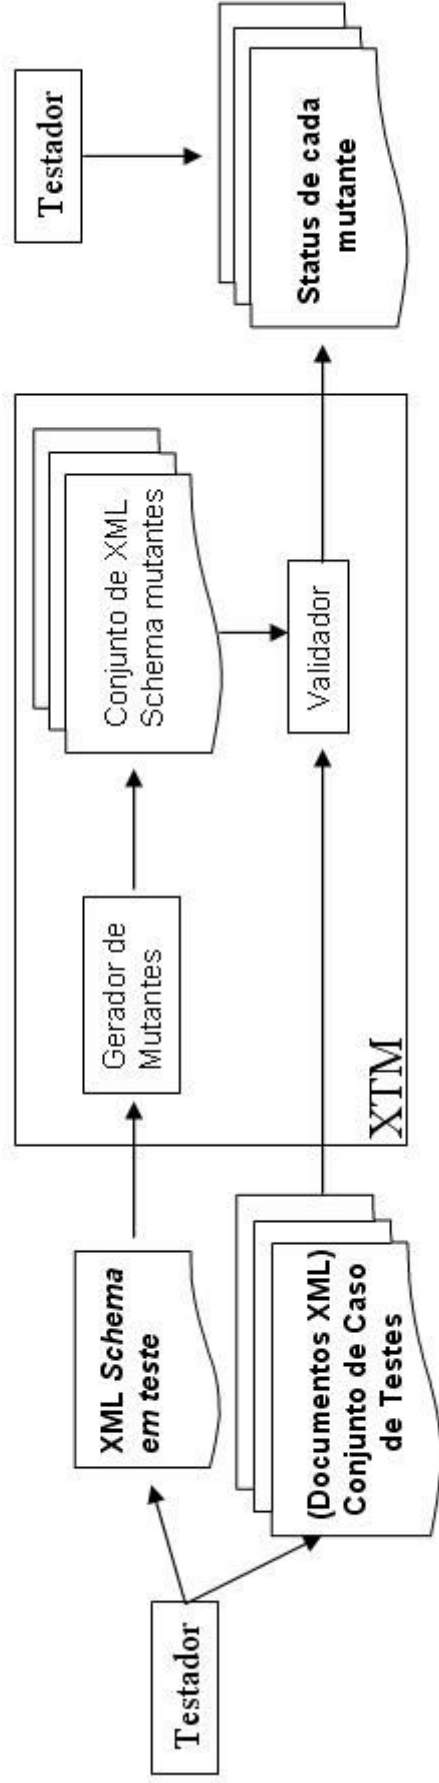 Testador
XML Schema
em teste
(Documentos XML)
Conjunto de Caso
de Testes
XTM
Gerador de
Mutantes
Conjunto de XML
Schema mutantes
Validador
Testador
Status de cada
mutante